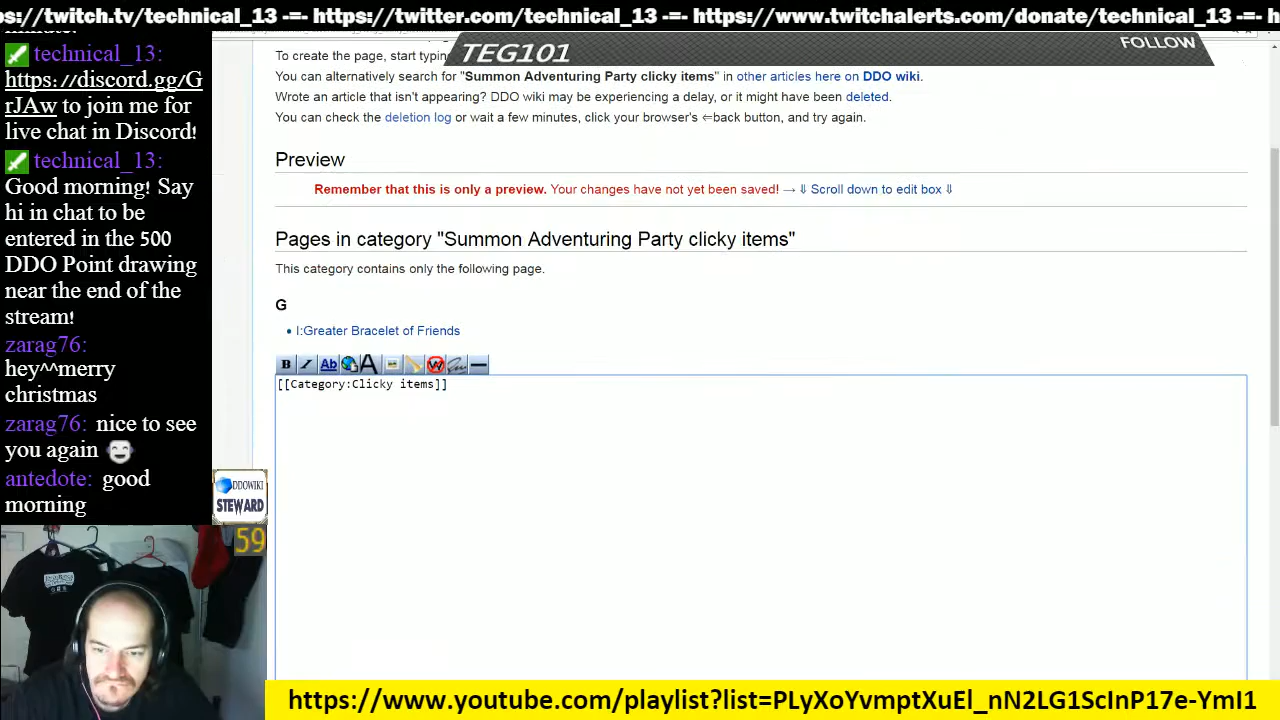 ps://twitch.tv/technical_13 -=- https://twitter.com/technical_13 -=- https://www.twitchalerts.com/donate/technical_13 -=- h
minute!
technical_13:
https://discord.gg/G
rJAw to join me for
live chat in Discord!
technical_13:
Good morning! Say
hi in chat to be
entered in the 500
DDO Point drawing
near the end of the
stream!
zarag76:
hey^^merry
christmas
zarag76: nice to see
you again
antedote: good
morning
DDOWIKI
STEWARD
59
TEG101
FOLLOW
To create the page, start typin
You can alternatively search for "Summon Adventuring Party clicky items" in other articles here on DDO wiki.
Wrote an article that isn't appearing? DDO wiki may be experiencing a delay, or it might have been deleted.
You can check the deletion log or wait a few minutes, click your browser's ⇐back button, and try again.
Preview
Remember that this is only a preview. Your changes have not yet been saved! → ⇓ Scroll down to edit box ⇓
Pages in category "Summon Adventuring Party clicky items"
This category contains only the following page.
G
• I:Greater Bracelet of Friends
B I Ab A W
[[Category:Clicky items]]
https://www.youtube.com/playlist?list=PLyXoYvmptXuEl_nN2LG1ScInP17e-YmI1